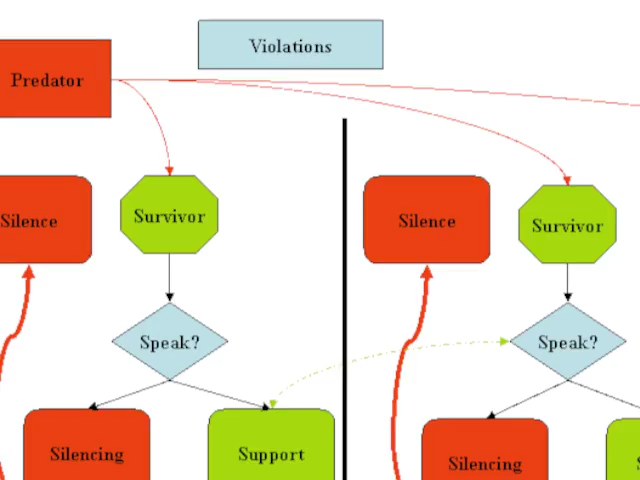 Violations
Predator
Silence
Survivor
Silence
Survivor
Speak?
Speak?
Silencing
Support
Silencing